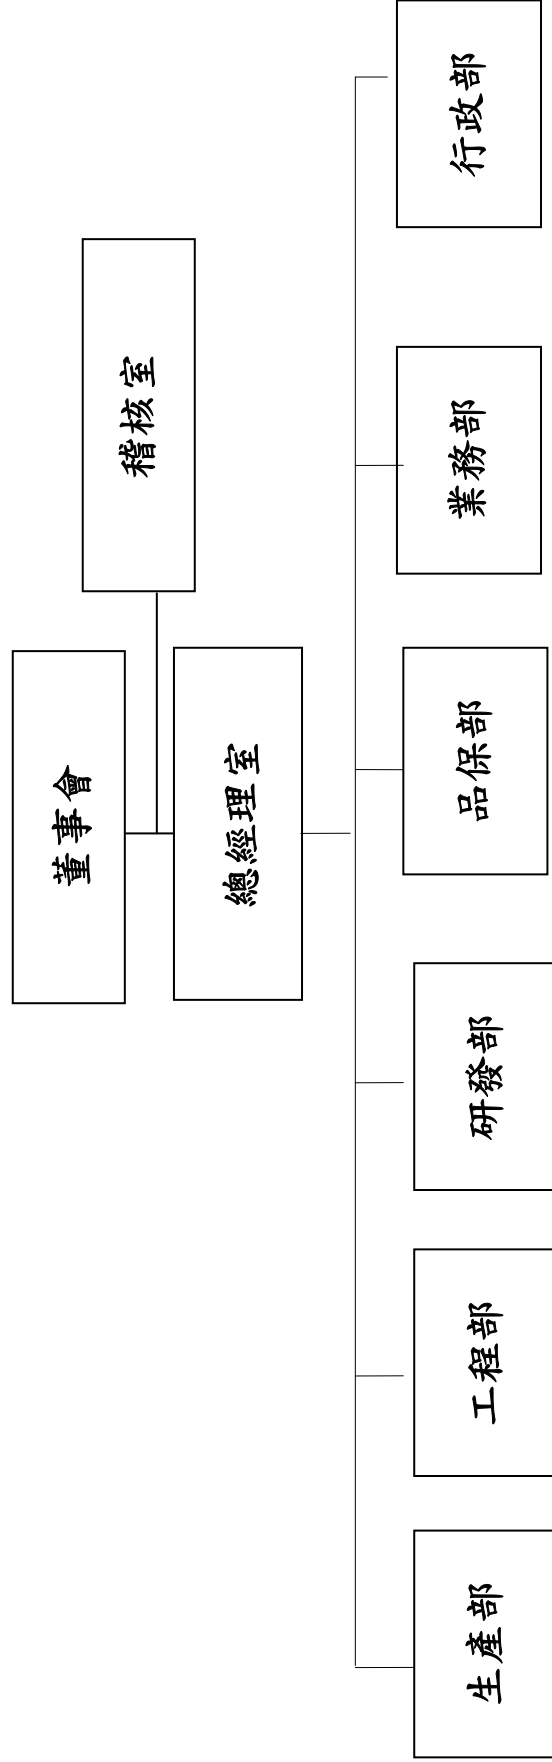 董事會
稽核室
總經理室
生產部
工程部
研發部
品保部
業務部
行政部